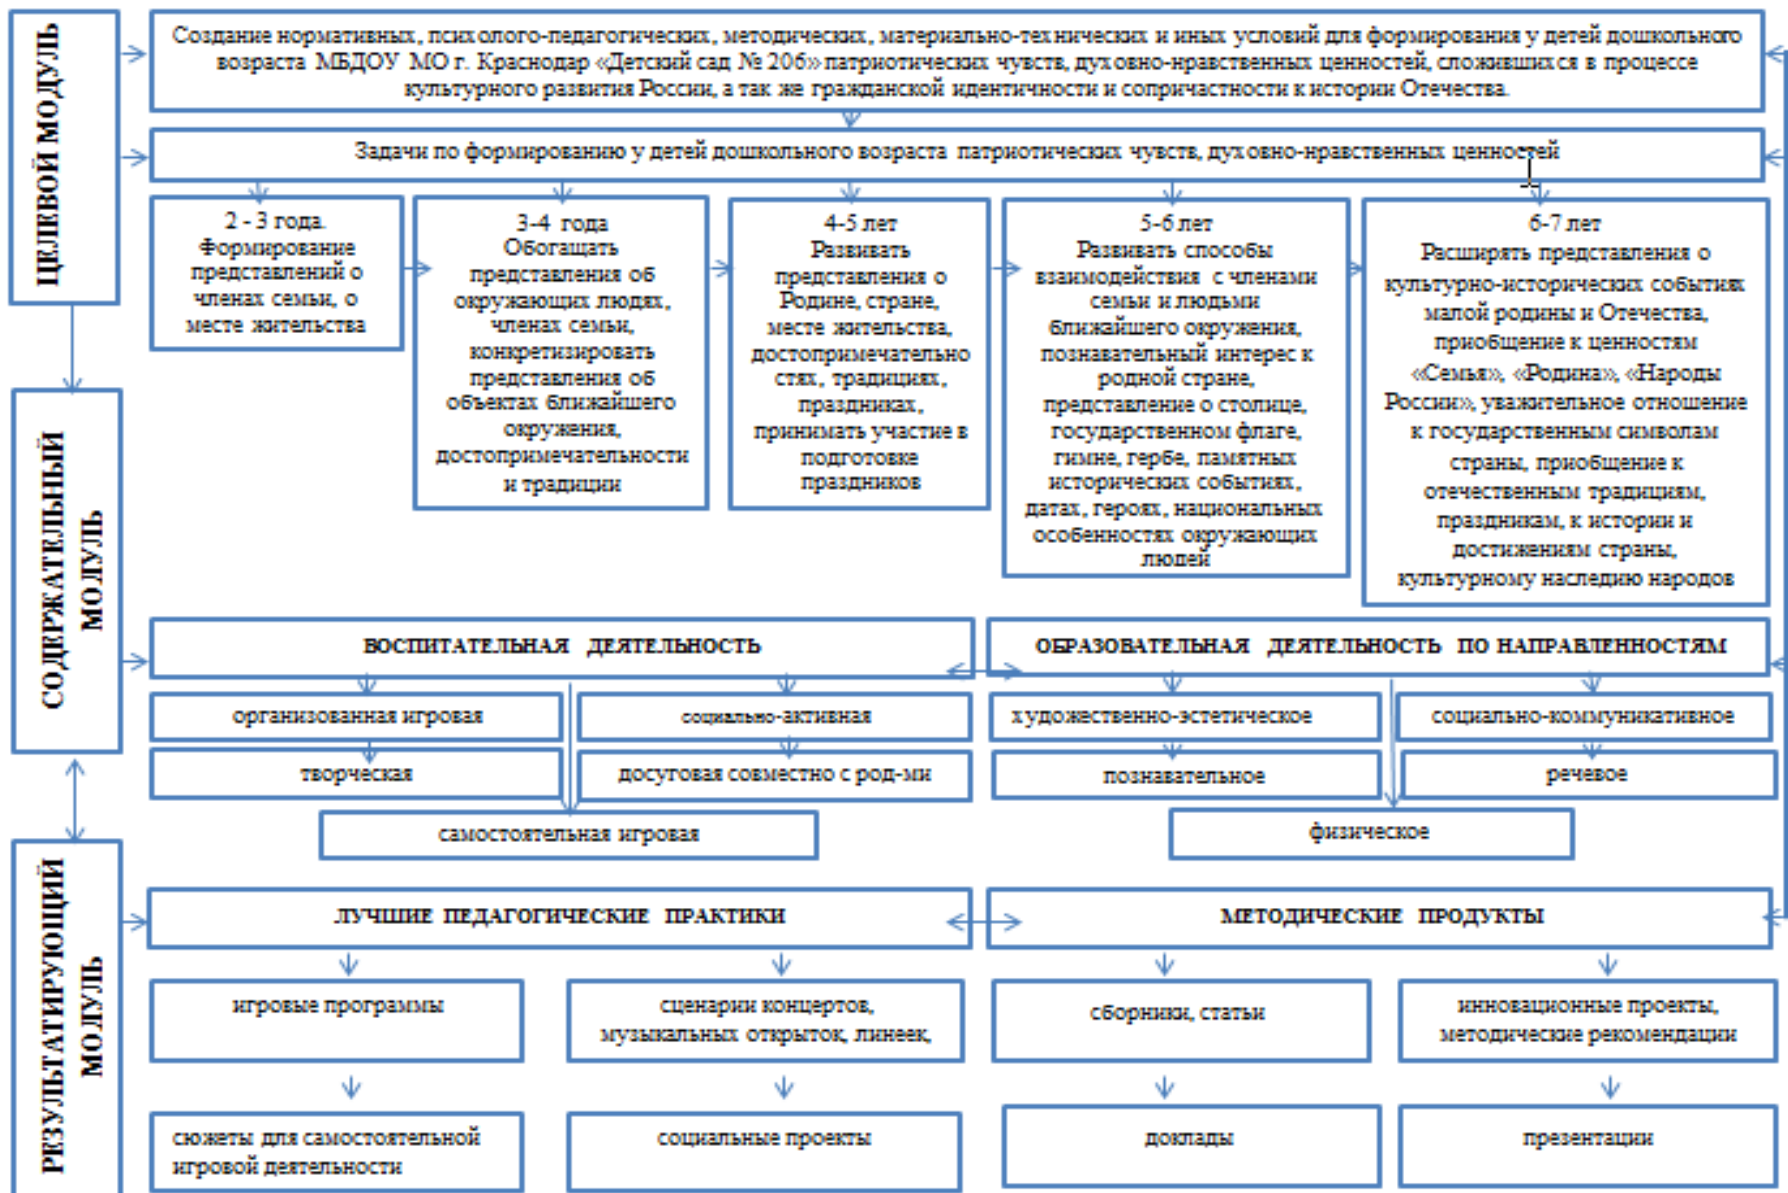 ЦЕЛЕВОЙ МОДУЛЬ
Создание нормативных, психолого-педагогических, методических, материально-технических и иных условий для формирования у детей дошкольного
возраста МБДОУ МО г. Краснодар «Детский сад № 206» патриотических чувств, духовно-нравственных ценностей, сложившихся в процессе
культурного развития России, а так же гражданской идентичности и сопричастности к истории Отечества.
Задачи по формированию у детей дошкольного возраста патриотических чувств, духовно-нравственных ценностей
2 - 3 года.
Формирование
представлений о
членах семьи, о
месте жительства
3-4 года
Обогащать
представления об
окружающих людях,
членах семьи,
конкретизировать
представления об
объектах ближайшего
окружения,
достопримечательности
и традиции
4-5 лет
Развивать
представления о
Родине, стране,
месте жительства,
достопримечательно
стях, традициях,
праздниках,
принимать участие в
подготовке
праздников
5-6 лет
Развивать способы
взаимодействия с членами
семьи и людьми
ближайшего окружения,
познавательный интерес к
родной стране,
представление о столице,
государственном флаге,
гимне, гербе, памятных
исторических событиях,
датах, героях, национальных
особенностях окружающих
людей
6-7 лет
Расширять представления о
культурно-исторических событиях
малой родины и Отечества,
приобщение к ценностям
«Семья», «Родина», «Народы
России», уважительное отношение
к государственным символам
страны, приобщение к
отечественным традициям,
праздникам, к истории и
достижениям страны,
культурному наследию народов
СОДЕРЖАТЕЛЬНЫЙ
МОДУЛЬ
ВОСПИТАТЕЛЬНАЯ ДЕЯТЕЛЬНОСТЬ
ОБРАЗОВАТЕЛЬНАЯ ДЕЯТЕЛЬНОСТЬ ПО НАПРАВЛЕННОСТЯМ
организованная игровая
социально-активная
художественно-эстетическое
социально-коммуникативное
творческая
досуговая совместно с род-ми
познавательное
речевое
самостоятельная игровая
физическое
РЕЗУЛЬТАТИРУЮЩИЙ
МОДУЛЬ
ЛУЧШИЕ ПЕДАГОГИЧЕСКИЕ ПРАКТИКИ
МЕТОДИЧЕСКИЕ ПРОДУКТЫ
игровые программы
сценарии концертов,
музыкальных открыток, линеек,
сборники, статьи
инновационные проекты,
методические рекомендации
сюжеты для самостоятельной
игровой деятельности
социальные проекты
доклады
презентации